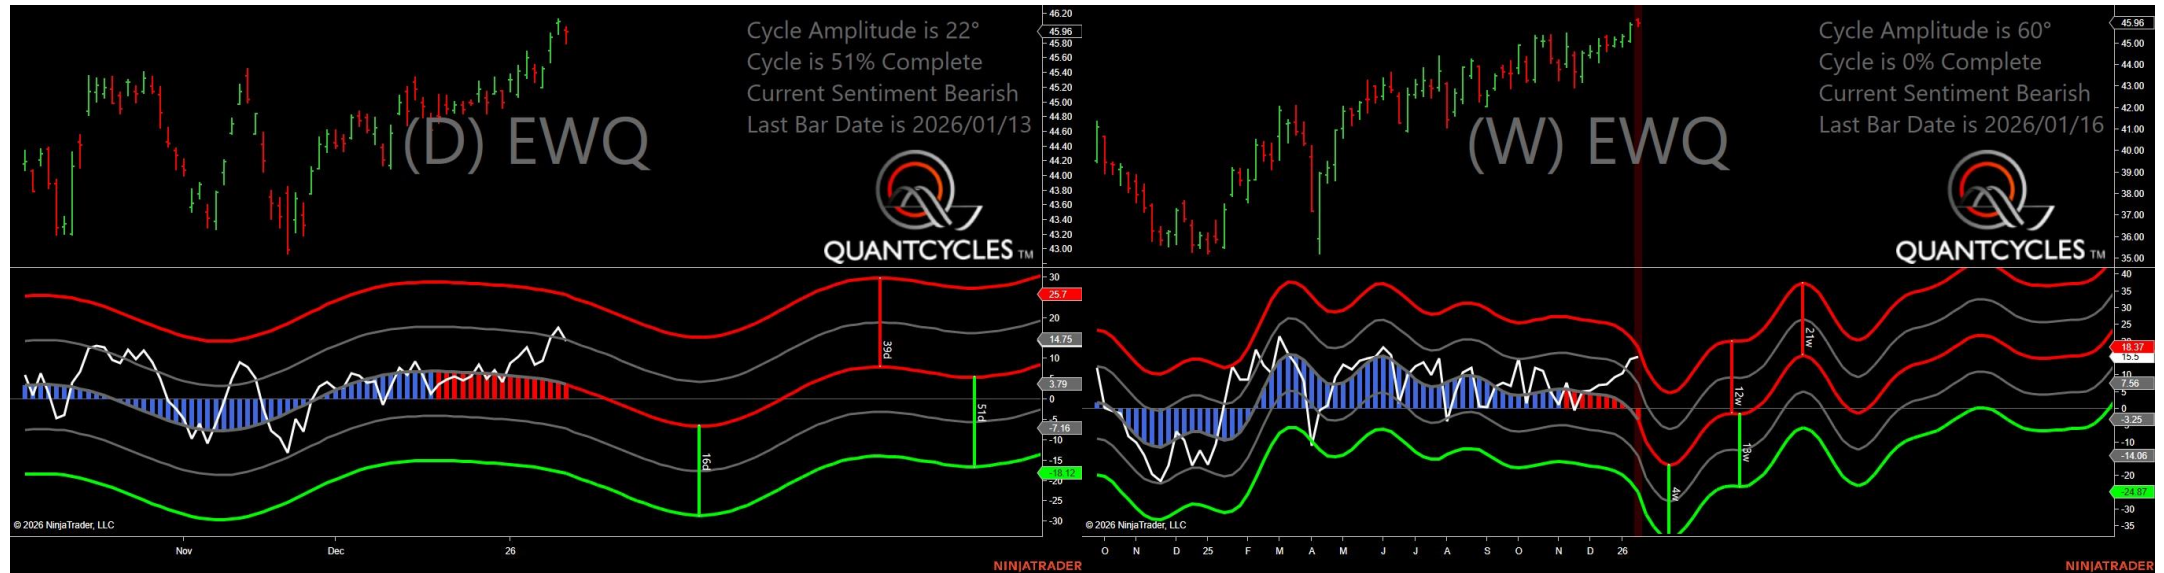 Cycle Amplitude is 22°
Cycle is 51% Complete
Current Sentiment Bearish
Last Bar Date is 2026/01/13
(D) EWQ
QUANTCYCLES TM
46.20
45.96
45.80
45.60
45.40
45.20
45.00
44.80
44.60
44.40
44.20
44.00
43.80
43.60
43.40
43.20
43.00
30
25.7
20
14.75
10
5
3.79
0
-5
-7.16
-10
-15
-18.12
-20
-25
-30
39d
51d
16d
© 2026 NinjaTrader, LLC
Nov
Dec
26
NINJATRADER
Cycle Amplitude is 60°
Cycle is 0% Complete
Current Sentiment Bearish
Last Bar Date is 2026/01/16
(W) EWQ
QUANTCYCLES TM
45.96
45.00
44.00
43.00
42.00
41.00
40.00
39.00
38.00
37.00
36.00
35.00
40
35
30
25
20
18.37
15.5
10
7.56
5
0
-3.25
-5
-10
-14.06
-20
-24.87
-30
-35
21w
12w
13w
4w
© 2026 NinjaTrader, LLC
O N D 25 F M A M J J A S O N D 26
NINJATRADER